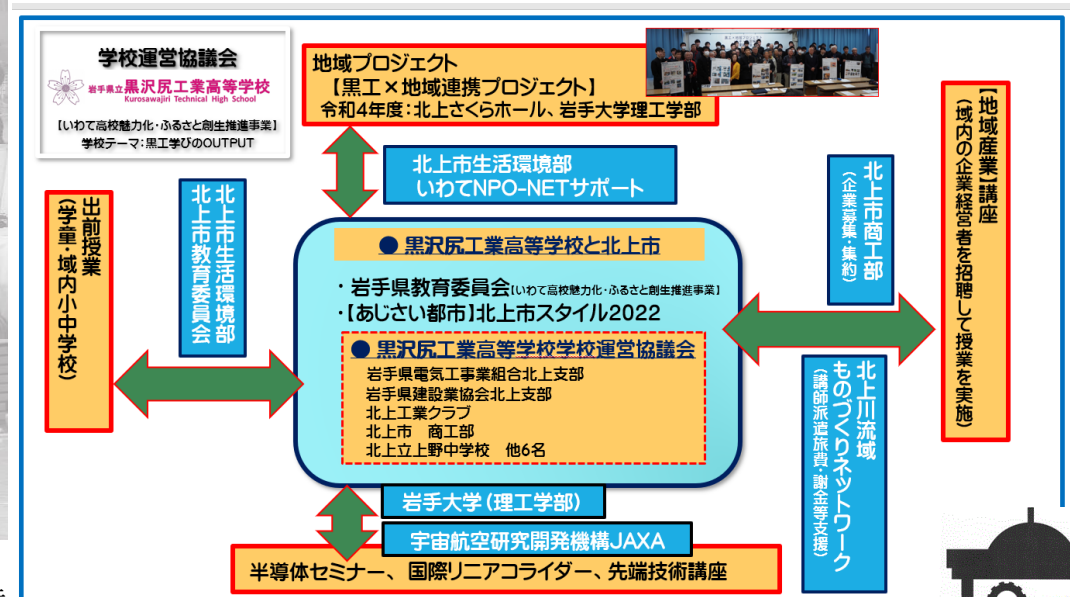 学校運営協議会
岩手県立黒沢尻工業高等学校
Kurosawajiri Technical High School
【いわて高校魅力化・ふるさと創生推進事業】
学校テーマ:黒工学びのOUTPUT
地域プロジェクト
【黒工×地域連携プロジェクト】
令和4年度:北上さくらホール、岩手大学理工学部
北上市生活環境部
いわてNPO-NETサポート
出前授業
(学童・域内小中学校)
北上市生活環境部
北上市教育委員会
● 黒沢尻工業高等学校と北上市
・岩手県教育委員会【いわて高校魅力化・ふるさと創生推進事業】
・【あじさい都市】北上市スタイル2022
● 黒沢尻工業高等学校学校運営協議会
岩手県電気工事業組合北上支部
岩手県建設業協会北上支部
北上工業クラブ
北上市 商工部
北上立上野中学校 他6名
北上市商工部
(企業募集・集約)
北上川流域
ものづくりネットワーク
(講師派遣旅費・謝金等支援)
【地域産業】講座
(域内の企業経営者を招聘して授業を実施)
岩手大学(理工学部)
宇宙航空研究開発機構JAXA
半導体セミナー、国際リニアコライダー、先端技術講座